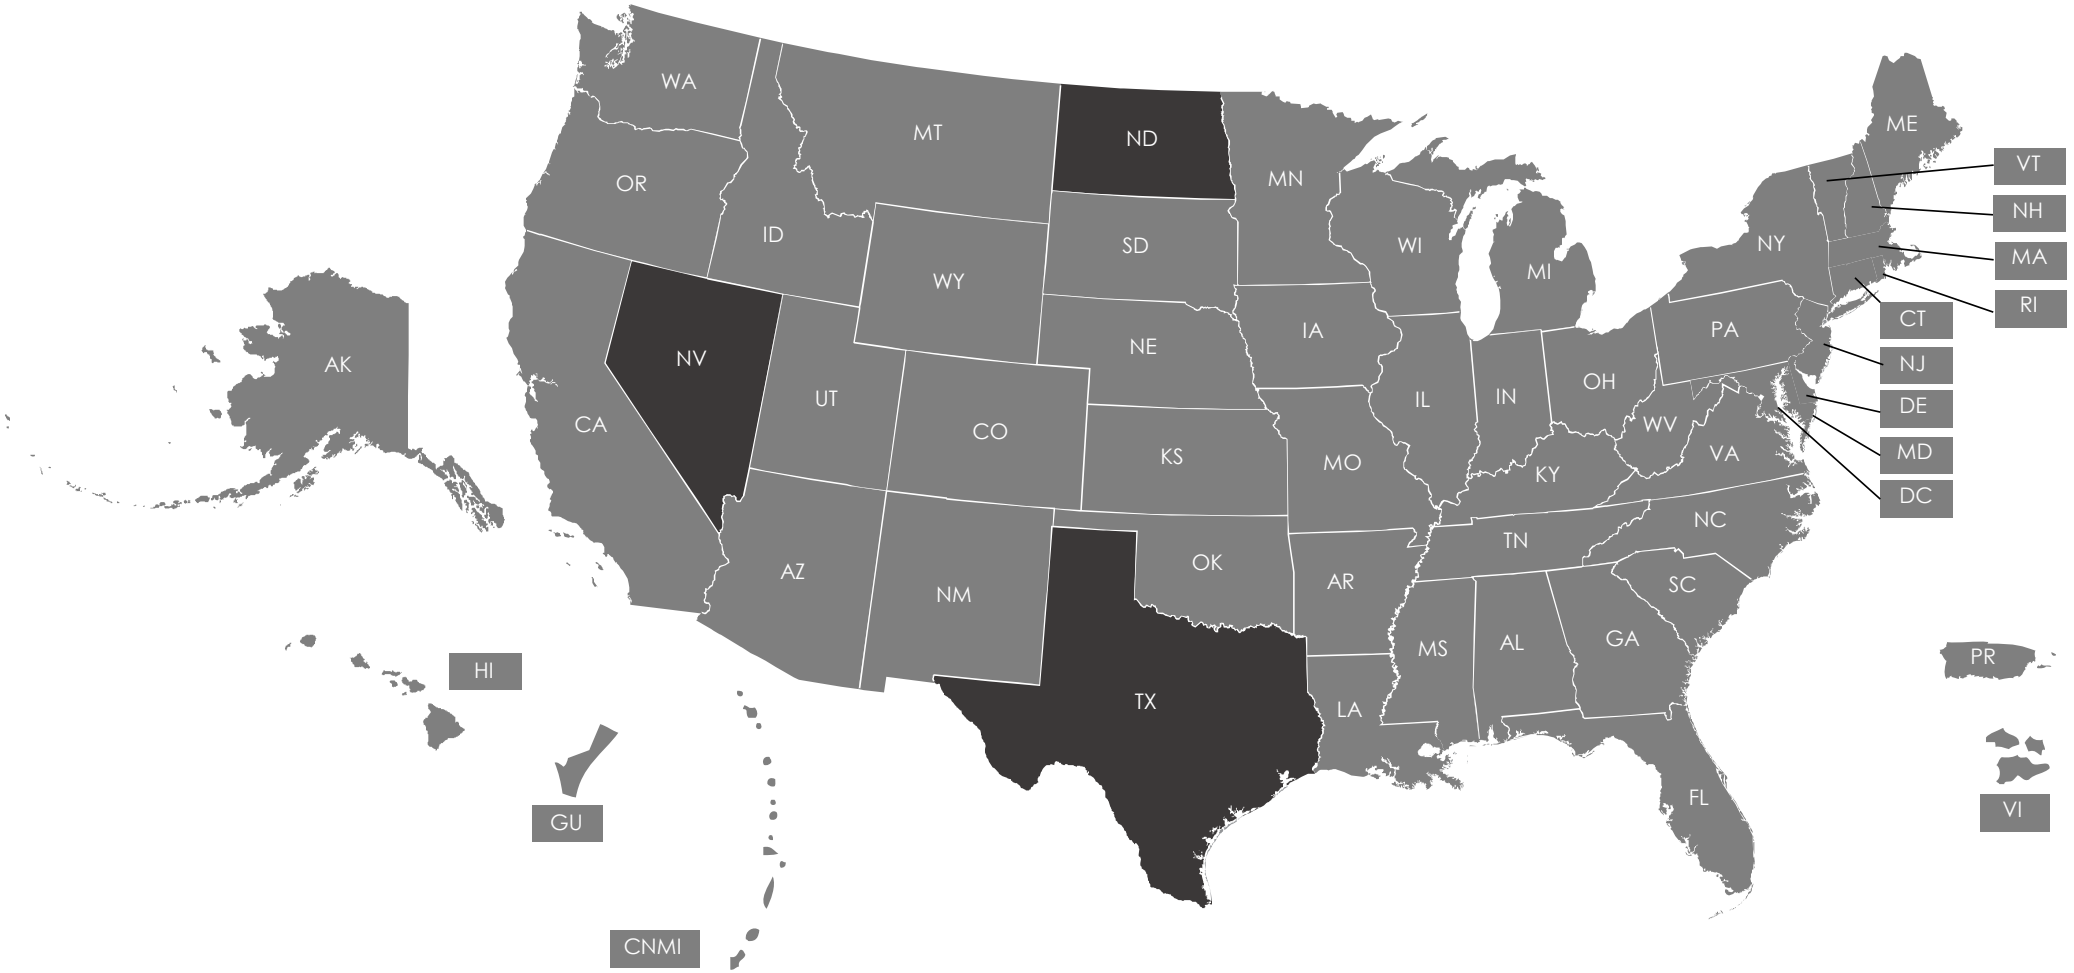 WA
MT
ND
MN
ME
VT
OR
ID
WY
SD
WI
MI
NY
NH
MA
RI
CT
NJ
DE
MD
DC
NV
UT
CO
NE
IA
IL
IN
OH
PA
AK
CA
KS
MO
KY
WV
VA
AZ
NM
OK
AR
TN
NC
SC
TX
LA
MS
AL
GA
FL
HI
GU
CNMI
PR
VI